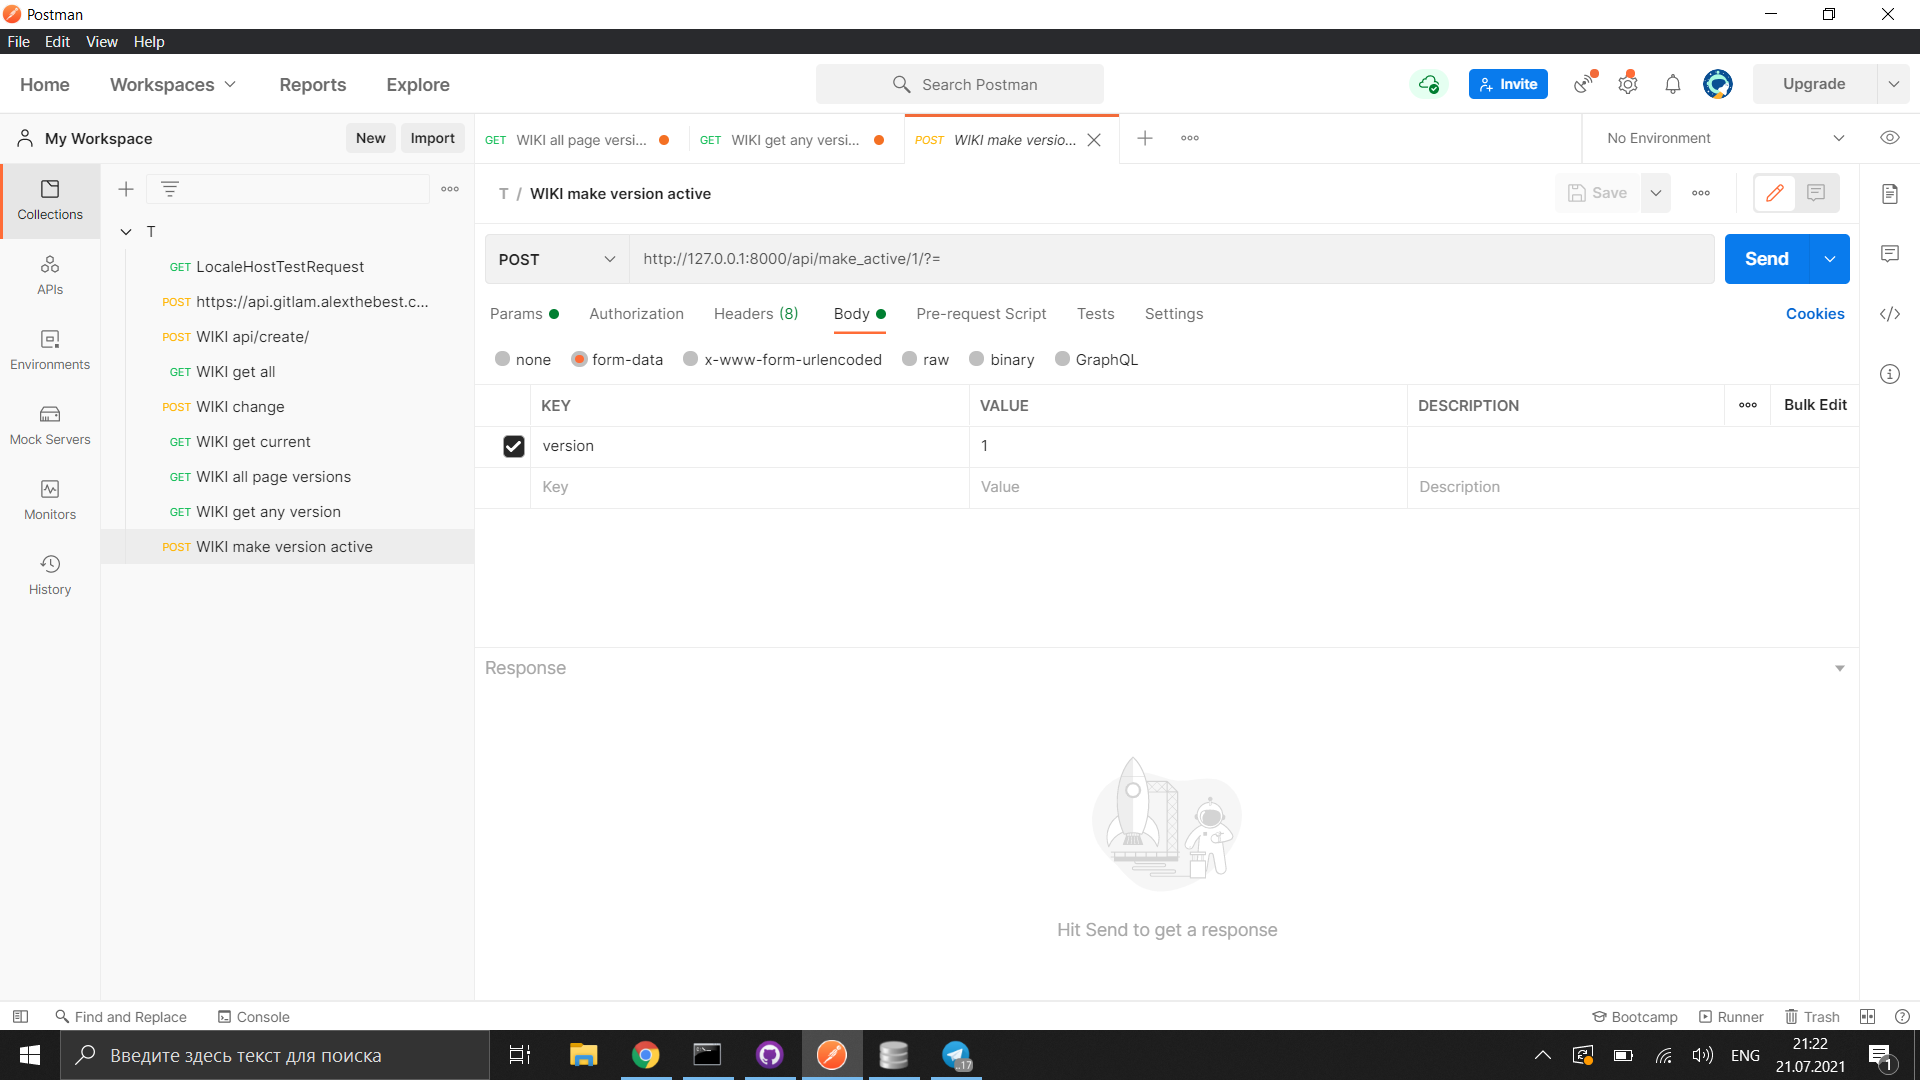 Postman
File Edit View Help
Home Workspaces Reports Explore Search Postman Invite Upgrade
My Workspace New Import GET WIKI all page versi... GET WIKI get any versi... POST WIKI make versio... No Environment
T / WIKI make version active Save
Collections
APIs
Environments
Mock Servers
Monitors
History
T
GET LocaleHostTestRequest
POST https://api.gitlam.alexthebest.c...
POST WIKI api/create/
GET WIKI get all
POST WIKI change
GET WIKI get current
GET WIKI all page versions
GET WIKI get any version
POST WIKI make version active
POST http://127.0.0.1:8000/api/make_active/1/?= Send
Params Authorization Headers (8) Body Pre-request Script Tests Settings Cookies
none form-data x-www-form-urlencoded raw binary GraphQL
KEY VALUE DESCRIPTION Bulk Edit
version 1
Key Value Description
Response
Hit Send to get a response
Find and Replace Console Bootcamp Runner Trash
Введите здесь текст для поиска 17 ENG 21:22
21.07.2021 1